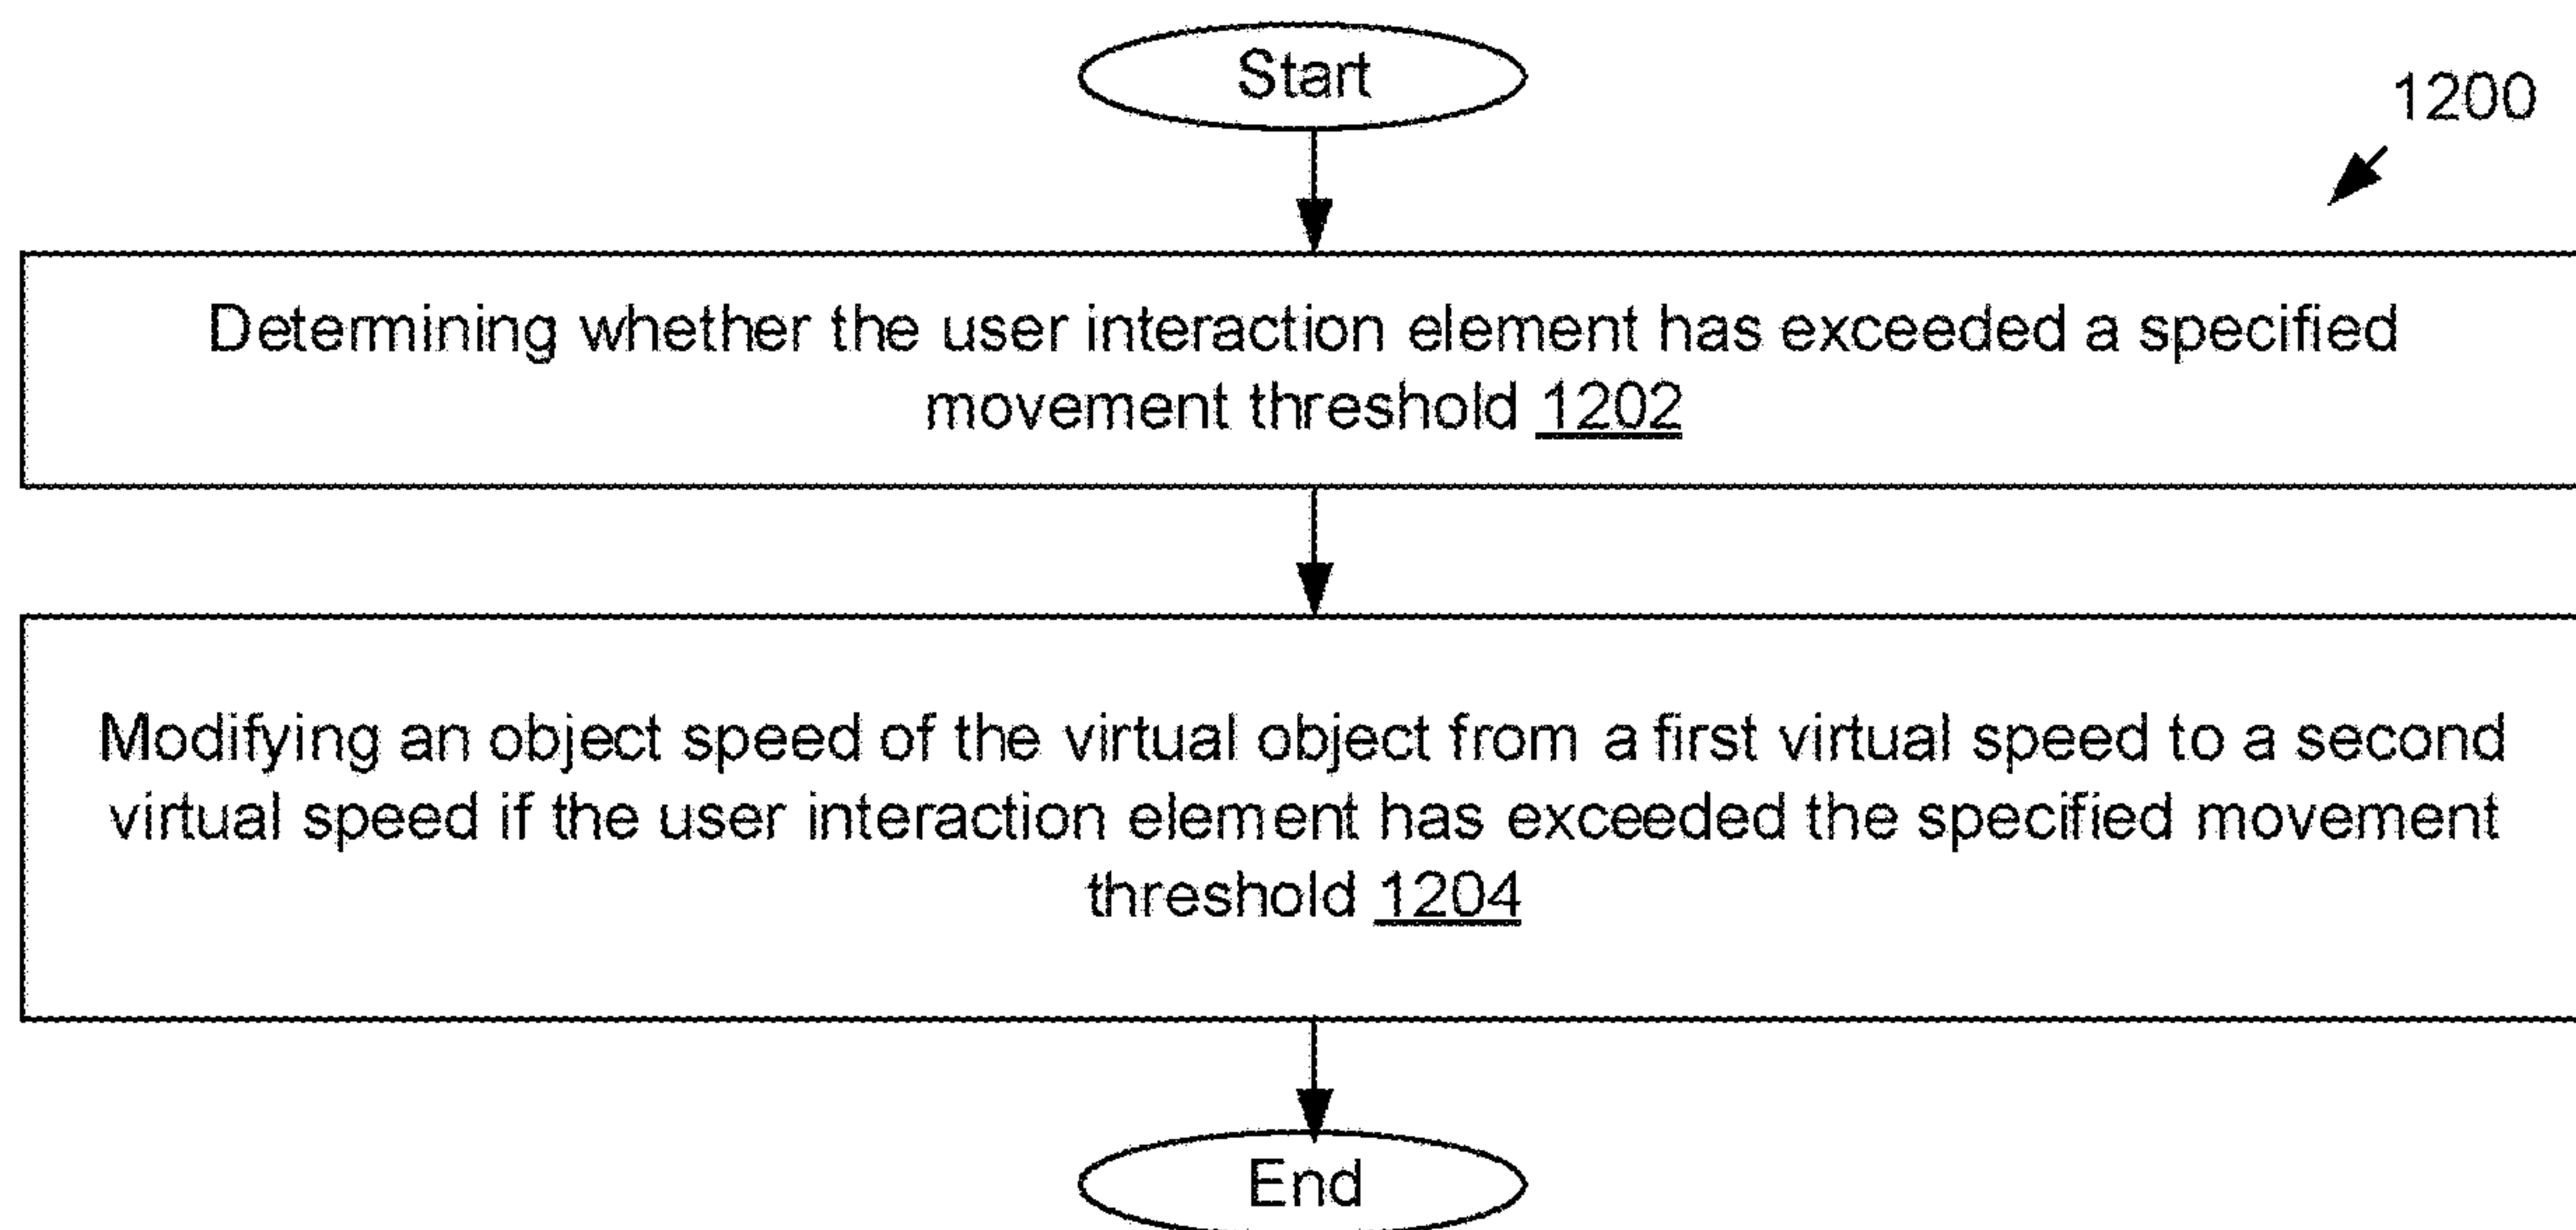 Start
1200
Determining whether the user interaction element has exceeded a specified
movement threshold 1202
Modifying an object speed of the virtual object from a first virtual speed to a second
virtual speed if the user interaction element has exceeded the specified movement
threshold 1204
End